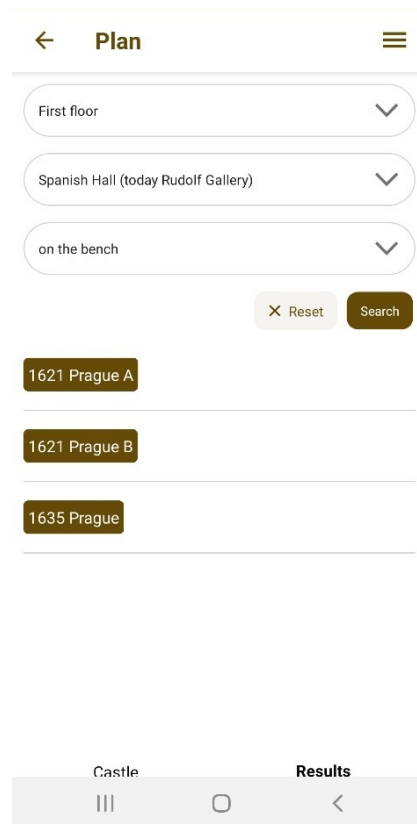 Plan
First floor
Spanish Hall (today Rudolf Gallery)
on the bench
Reset
Search
1621 Prague A
1621 Prague B
1635 Prague
Castle
Results